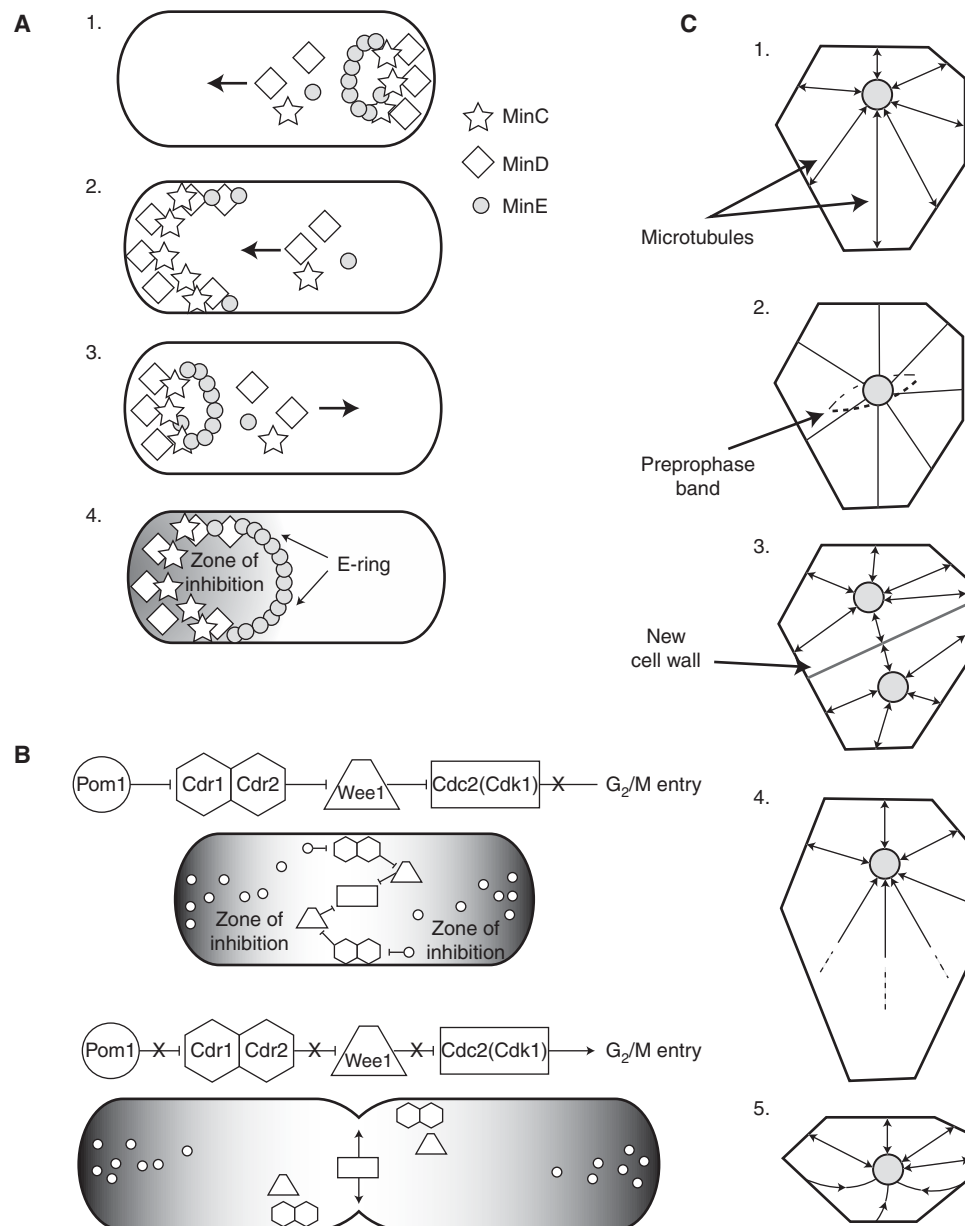 A
1.
MinC
MinD
MinE
2.
3.
4.
Zone of
inhibition
E-ring
B
Pom1
Cdr1
Cdr2
Wee1
Cdc2(Cdk1)
X
G2/M entry
Zone of
inhibition
Zone of
inhibition
Pom1
X
Cdr1
Cdr2
X
Wee1
X
Cdc2(Cdk1)
G2/M entry
C
1.
Microtubules
2.
Preprophase
band
3.
New
cell wall
4.
5.